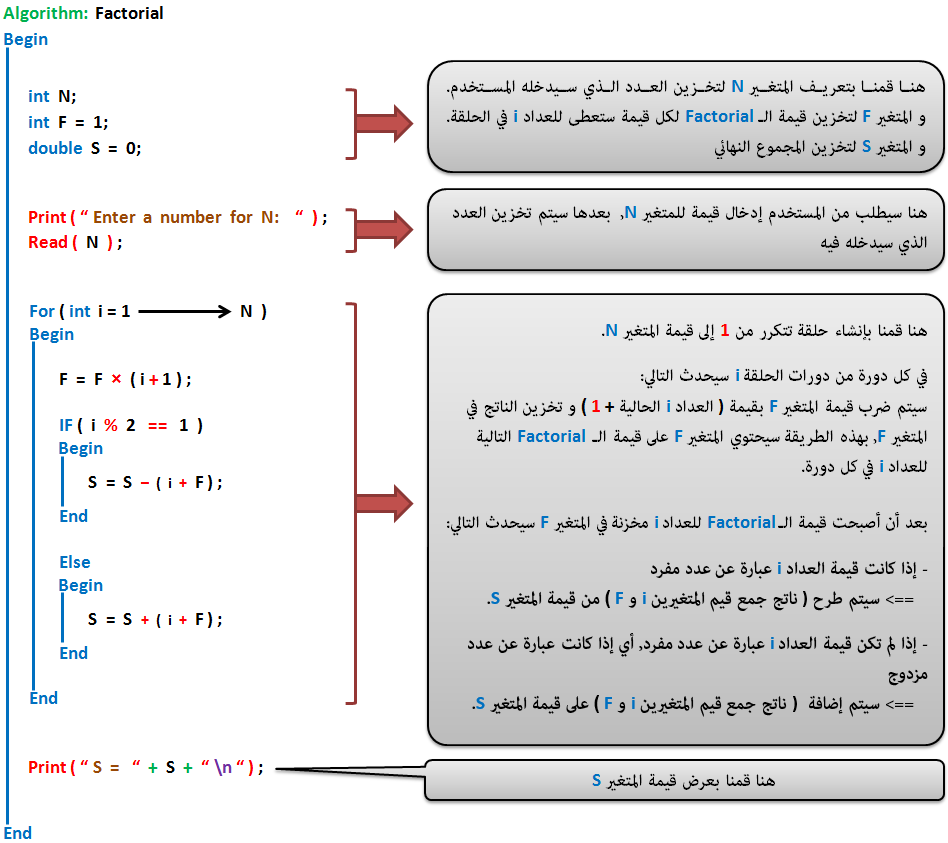 Algorithm: Factorial
Begin
int N;
int F = 1;
double S = 0;
هنا قمنا بتعريف المتغير N لتخزين العدد الذي سيدخله المستخدم.
و المتغير F لتخزين قيمة الـ Factorial لكل قيمة ستعطى للعداد i في الحلقة.
و المتغير S لتخزين المجموع النهائي
Print ( “ Enter a number for N: “ ) ;
Read ( N ) ;
هنا سيطلب من المستخدم إدخال قيمة للمتغير N, بعدها سيتم تخزين العدد
الذي سيدخله فيه
For ( int i = 1 ⟶ N )
Begin
F = F × ( i + 1 ) ;
IF ( i % 2 == 1 )
Begin
S = S − ( i + F ) ;
End
Else
Begin
S = S + ( i + F ) ;
End
End
هنا قمنا بإنشاء حلقة تتكرر من 1 إلى قيمة المتغير N.
في كل دورة من دورات الحلقة i سيحدث التالي:
سيتم ضرب قيمة المتغير F بقيمة ( العداد i الحالية + 1 ) و تخزين الناتج في
المتغير F, بهذه الطريقة سيحتوي المتغير F على قيمة الـ Factorial التالية
للعداد i في كل دورة.
بعد أن أصبحت قيمة الـ Factorial للعداد i مخزنة في المتغير F سيحدث التالي:
- إذا كانت قيمة العداد i عبارة عن عدد مفرد
==> سيتم طرح ( ناتج جمع قيم المتغيرين i و F ) من قيمة المتغير S.
- إذا لم تكن قيمة العداد i عبارة عن عدد مفرد, أي إذا كانت عبارة عن عدد
مزدوج
==> سيتم إضافة ( ناتج جمع قيم المتغيرين i و F ) على قيمة المتغير S.
Print ( “ S = “ + S + “ \n “ ) ;
هنا قمنا بعرض قيمة المتغير S
End